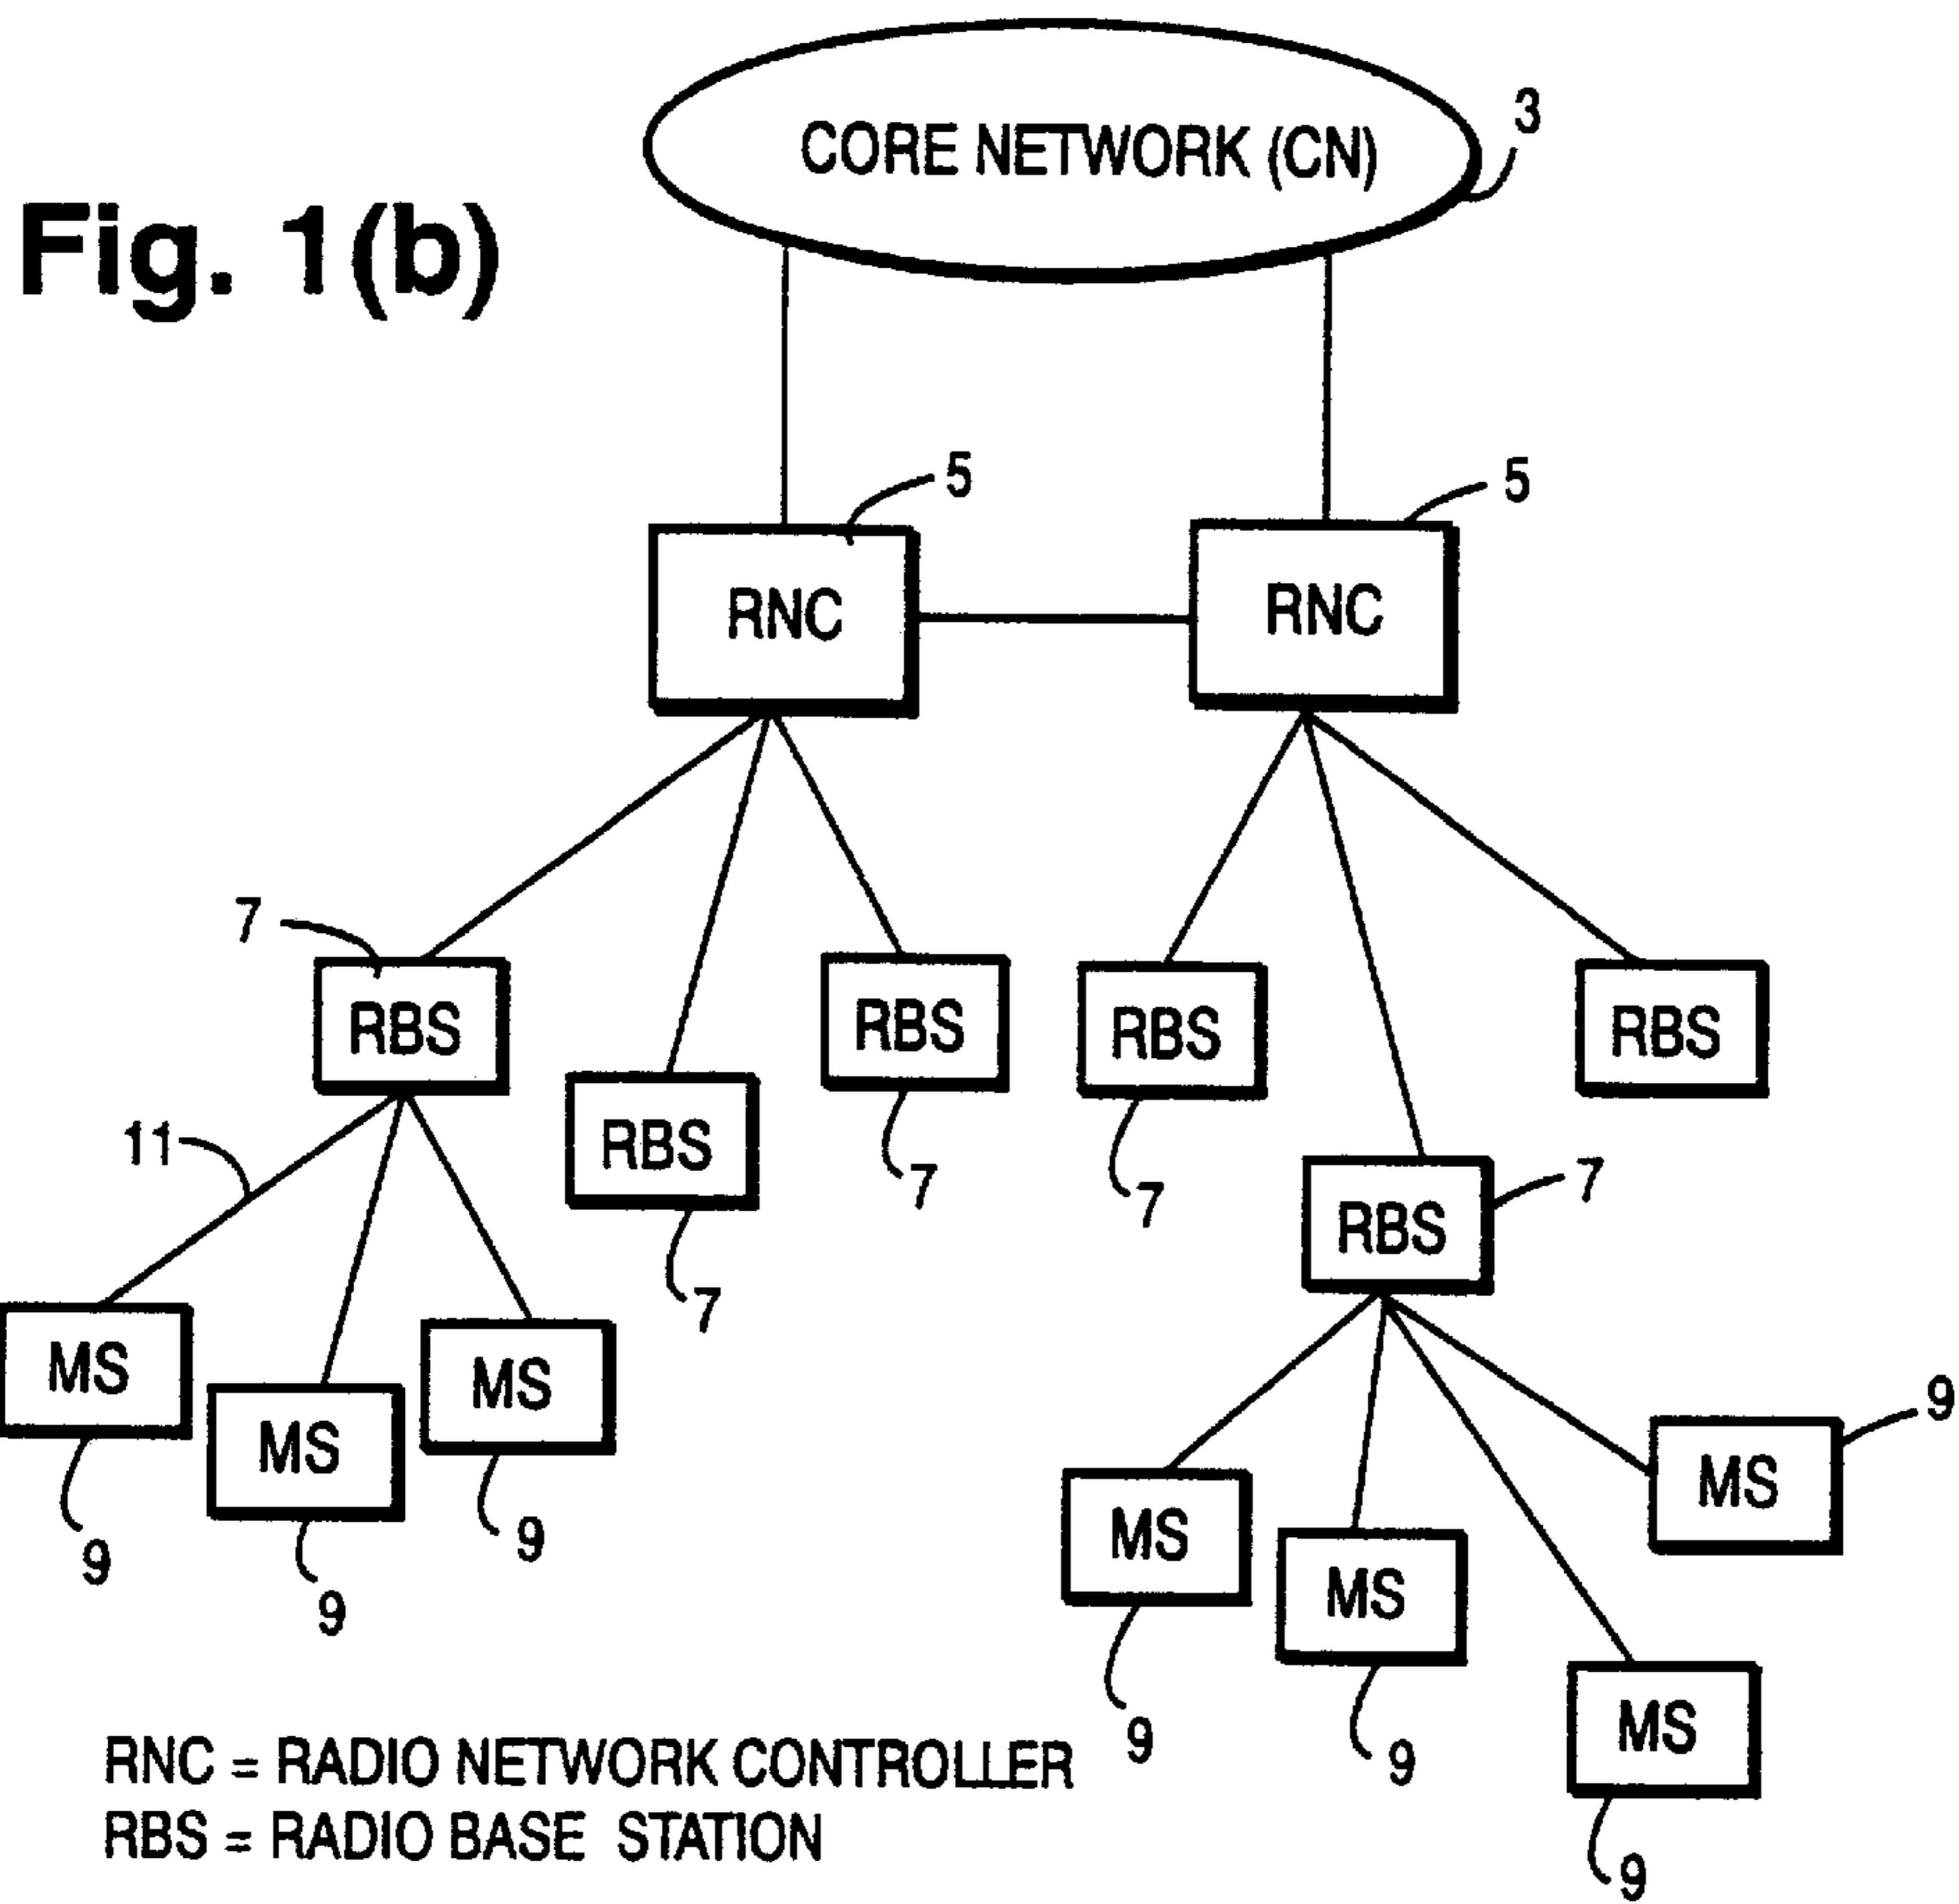 CORE NETWORK (CN)
3
Fig. 1(b)
5
5
RNC
RNC
7
RBS
RBS
RBS
RBS
11
RBS
7
7
7
RBS
7
7
MS
MS
MS
9
MS
MS
9
9
9
MS
MS
9
9
MS
9
RNC = RADIO NETWORK CONTROLLER
RBS = RADIO BASE STATION